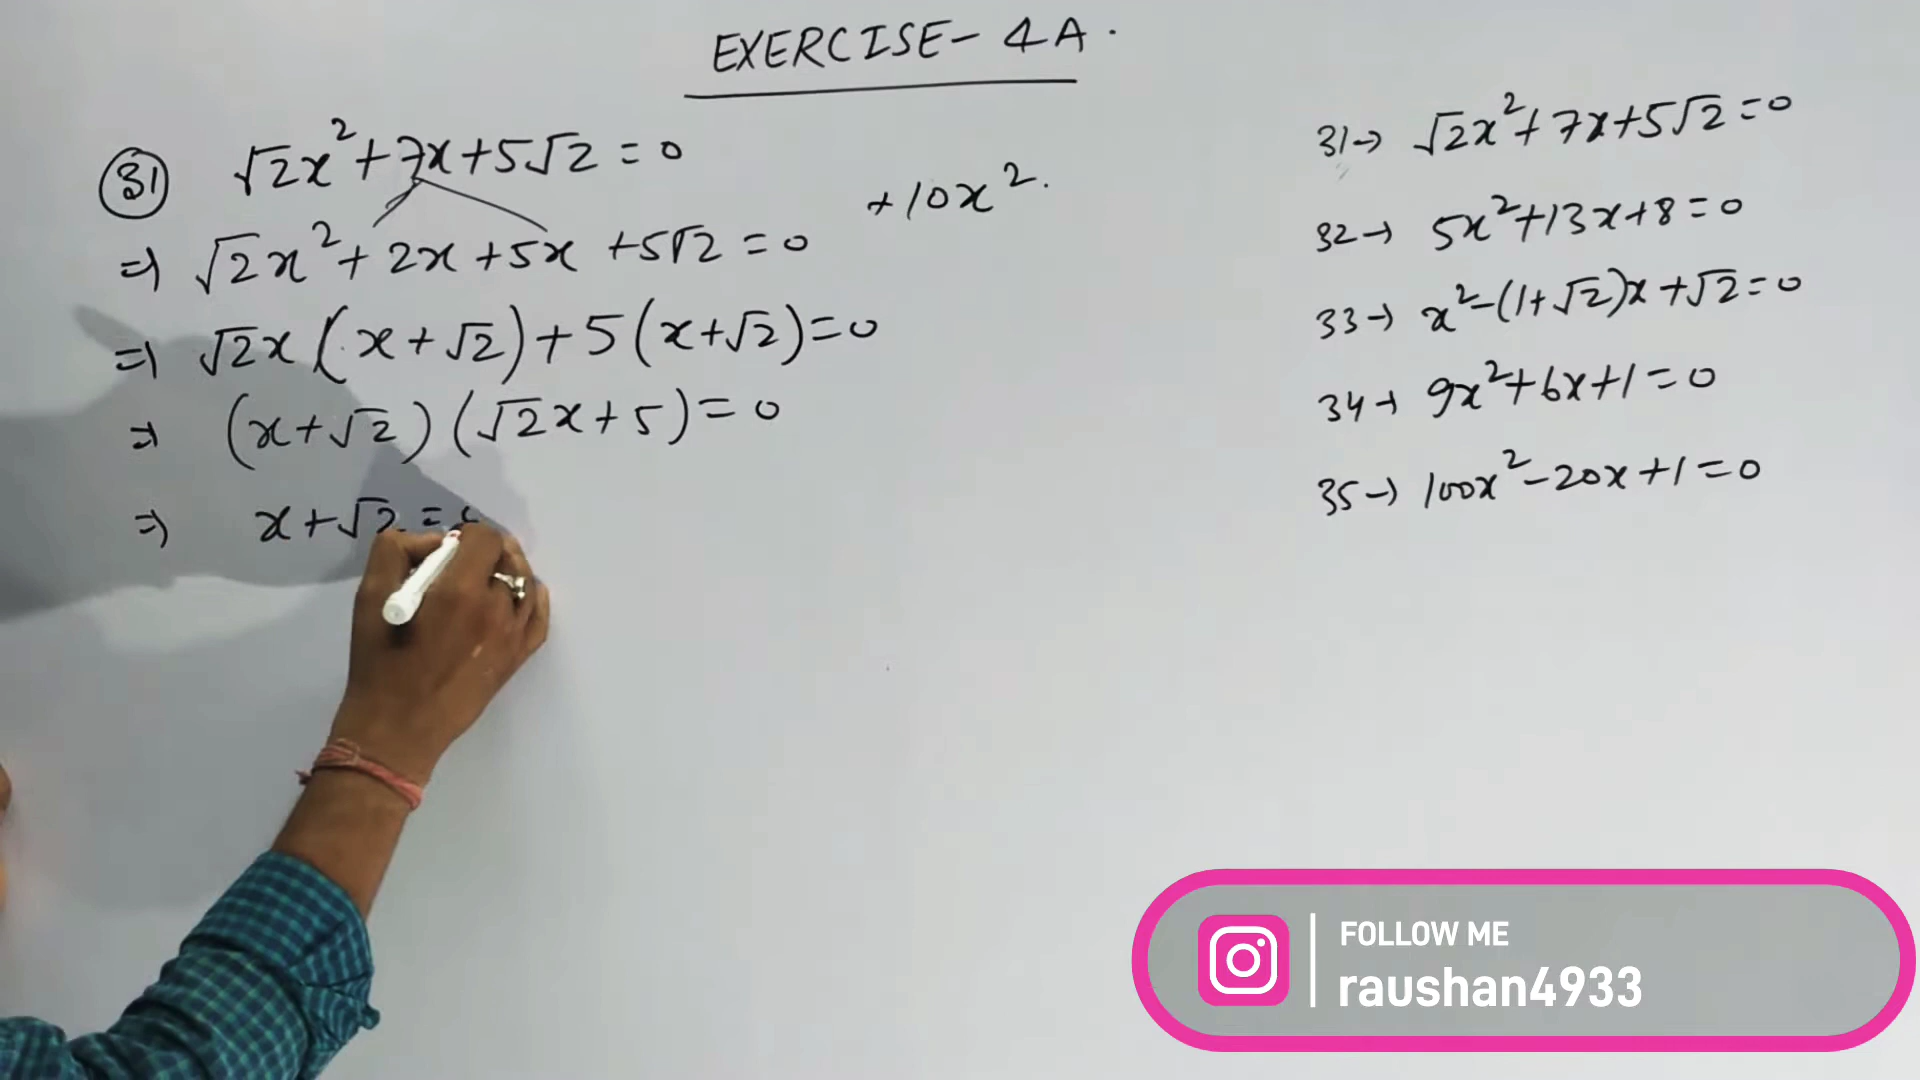 EXERCISE - 4A.
31 √2x² + 7x + 5√2 = 0
+10x².
⇒ √2x² + 2x + 5x + 5√2 = 0
⇒ √2x (x + √2) + 5 (x + √2) = 0
⇒ (x + √2) (√2x + 5) = 0
⇒ x + √2 =
31→ √2x² + 7x + 5√2 = 0
32→ 5x² + 13x + 8 = 0
33→ x² - (1 + √2)x + √2 = 0
34→ 9x² + 6x + 1 = 0
35→ 100x² - 20x + 1 = 0
FOLLOW ME
raushan4933